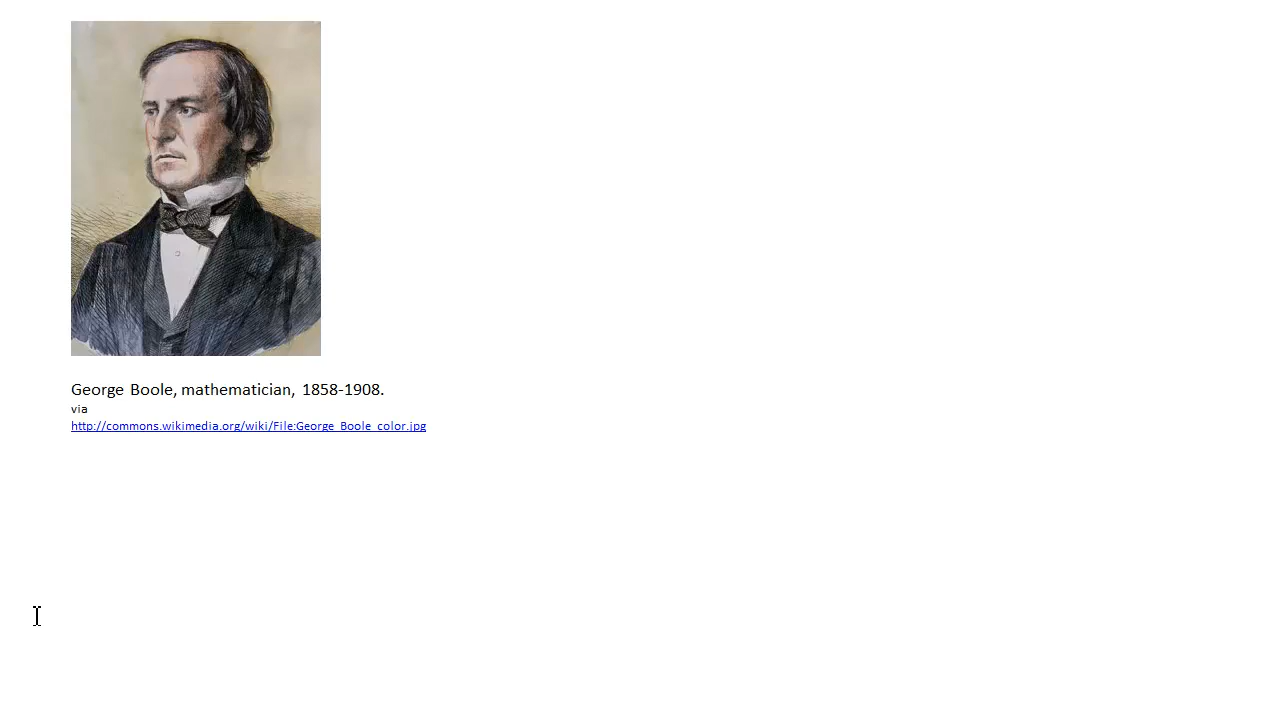 George Boole, mathematician, 1858-1908.
via
http://commons.wikimedia.org/wiki/File:George_Boole_color.jpg